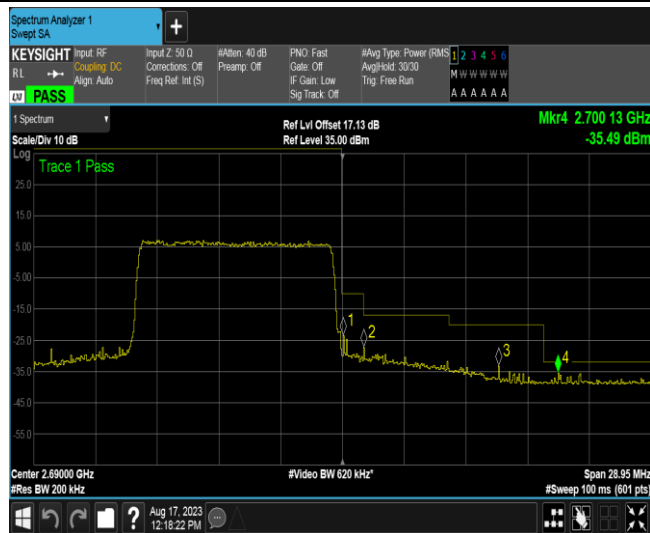 Spectrum Analyzer 1
Swept SA
KEYSIGHT
RL
LXI PASS
Input: RF
Coupling: DC
Align: Auto
Input Z: 50 Ω
Corrections: Off
Freq Ref: Int (S)
#Atten: 40 dB
Preamp: Off
PNO: Fast
Gate: Off
IF Gain: Low
Sig Track: Off
#Avg Type: Power (RMS
Avg|Hold: 30/30
Trig: Free Run
1 2 3 4 5 6
M W W W W W
A A A A A A
1 Spectrum
Scale/Div 10 dB
Ref Lvl Offset 17.13 dB
Ref Level 35.00 dBm
Mkr4 2.700 13 GHz
-35.49 dBm
Log
Trace 1 Pass
25.0
15.0
5.00
-5.00
-15.0
-25.0
-35.0
-45.0
-55.0
1
2
3
4
Center 2.69000 GHz
#Res BW 200 kHz
#Video BW 620 kHz*
Span 28.95 MHz
#Sweep 100 ms (601 pts)
?
Aug 17, 2023
12:18:22 PM